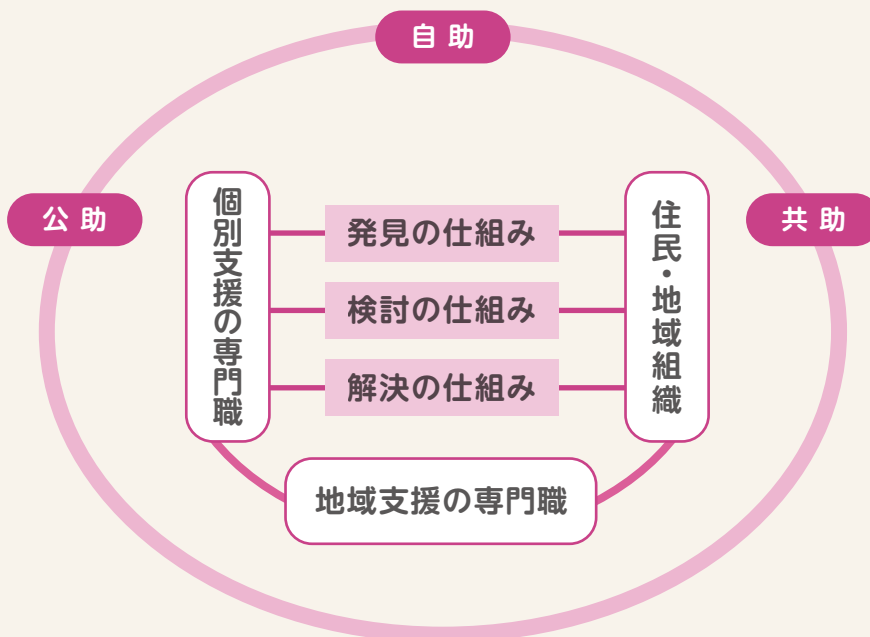 自助
公助
共助
個別支援の専門職
発見の仕組み
検討の仕組み
解決の仕組み
住民・地域組織
地域支援の専門職